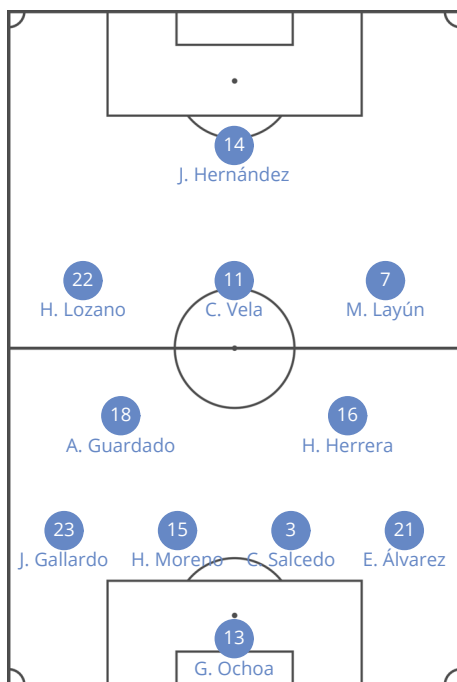 14
J. Hernández
22
H. Lozano
11
C. Vela
7
M. Layún
18
A. Guardado
16
H. Herrera
23
J. Gallardo
15
H. Moreno
3
C. Salcedo
21
E. Álvarez
13
G. Ochoa